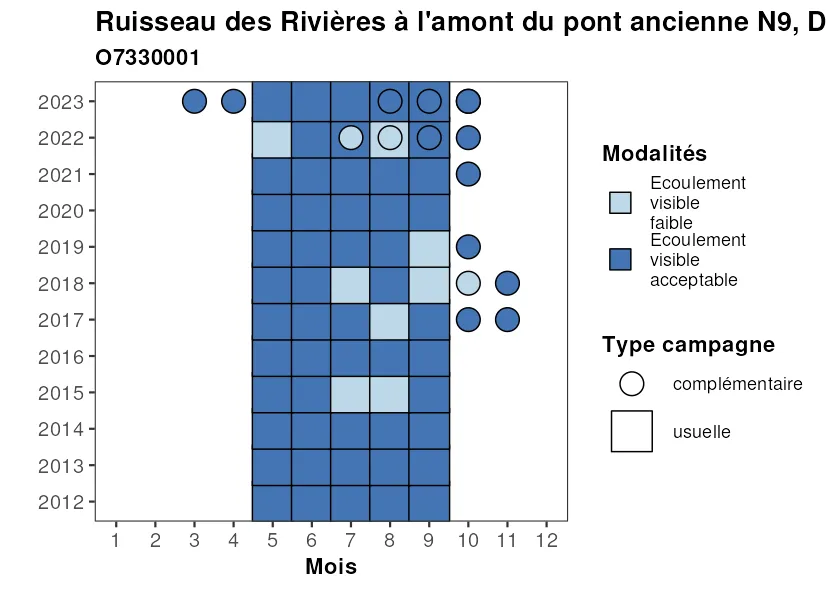 Ruisseau des Rivières à l'amont du pont ancienne N9, D
O7330001
2023
2022
2021
2020
2019
2018
2017
2016
2015
2014
2013
2012
1 2 3 4 5 6 7 8 9 10 11 12
Mois
Modalités
Ecoulement
visible
faible
Ecoulement
visible
acceptable
Type campagne
complémentaire
usuelle